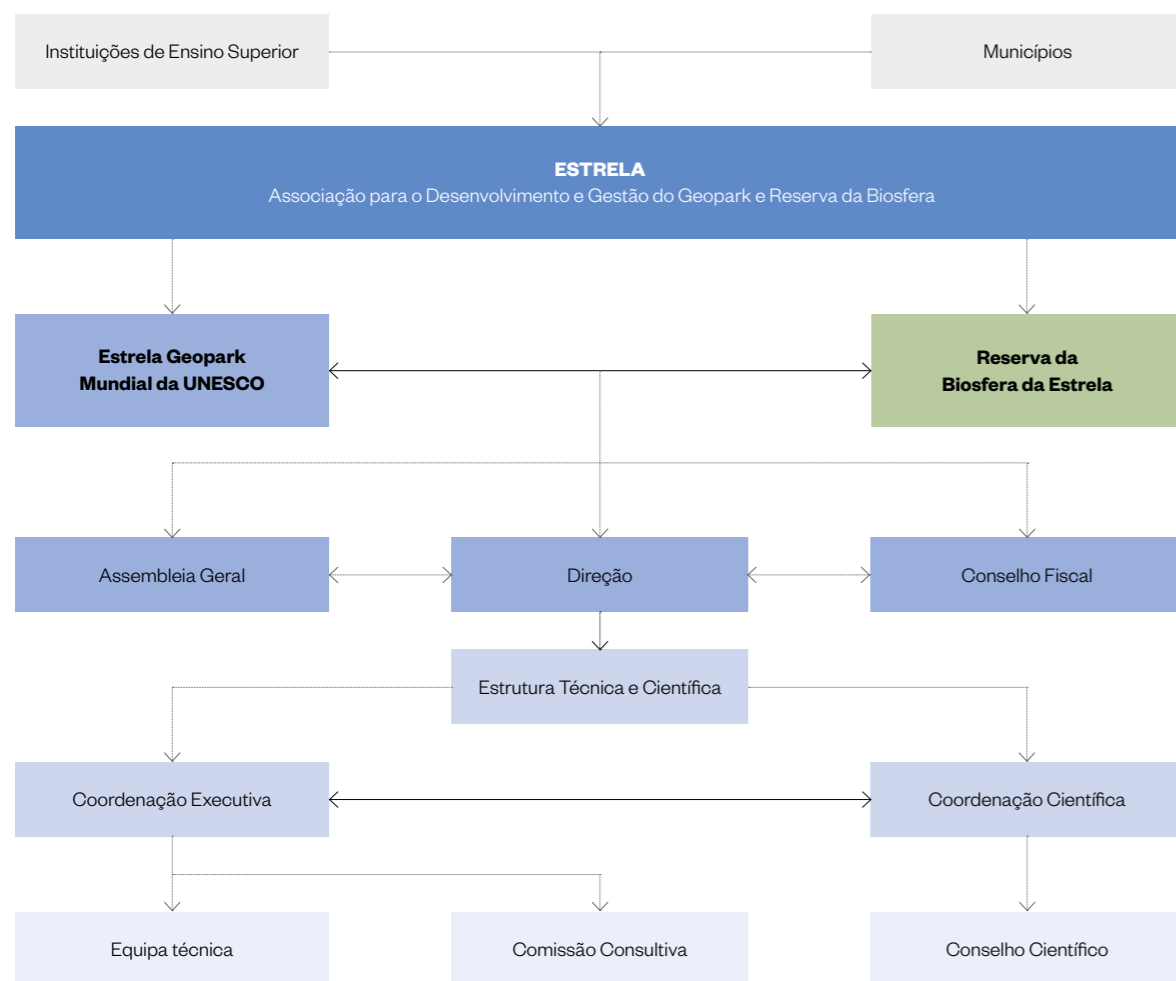 Instituições de Ensino Superior
Municípios
ESTRELA
Associação para o Desenvolvimento e Gestão do Geopark e Reserva da Biosfera
Estrela Geopark
Mundial da UNESCO
Reserva da
Biosfera da Estrela
Assembleia Geral
Direção
Conselho Fiscal
Estrutura Técnica e Científica
Coordenação Executiva
Coordenação Científica
Equipa técnica
Comissão Consultiva
Conselho Científico